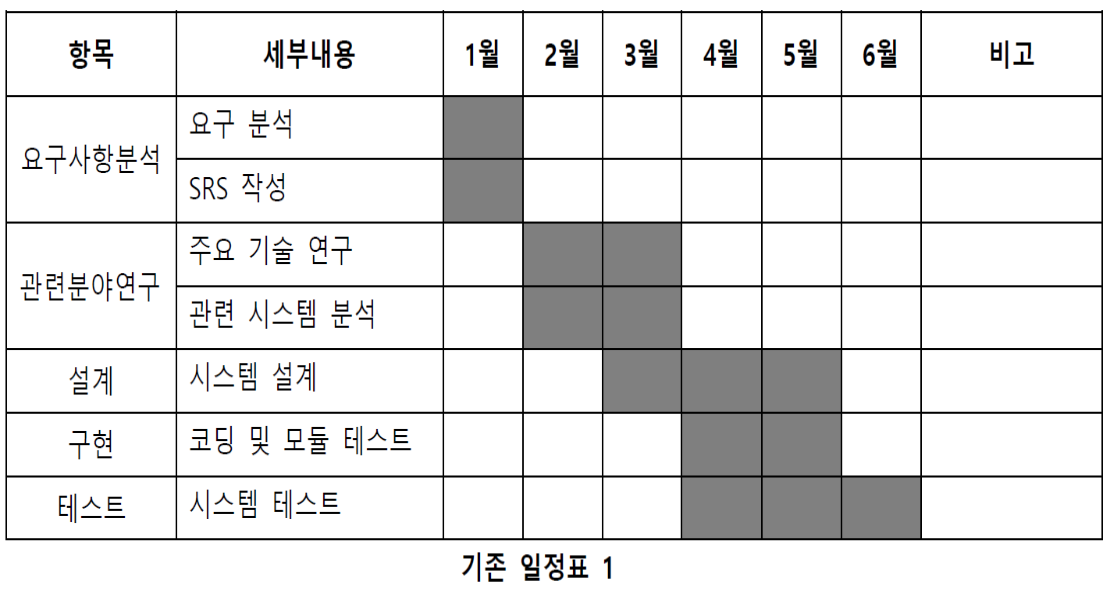 항목 세부내용 1월 2월 3월 4월 5월 6월 비고
요구사항분석 요구 분석
SRS 작성
관련분야연구 주요 기술 연구
관련 시스템 분석
설계 시스템 설계
구현 코딩 및 모듈 테스트
테스트 시스템 테스트
기존 일정표 1